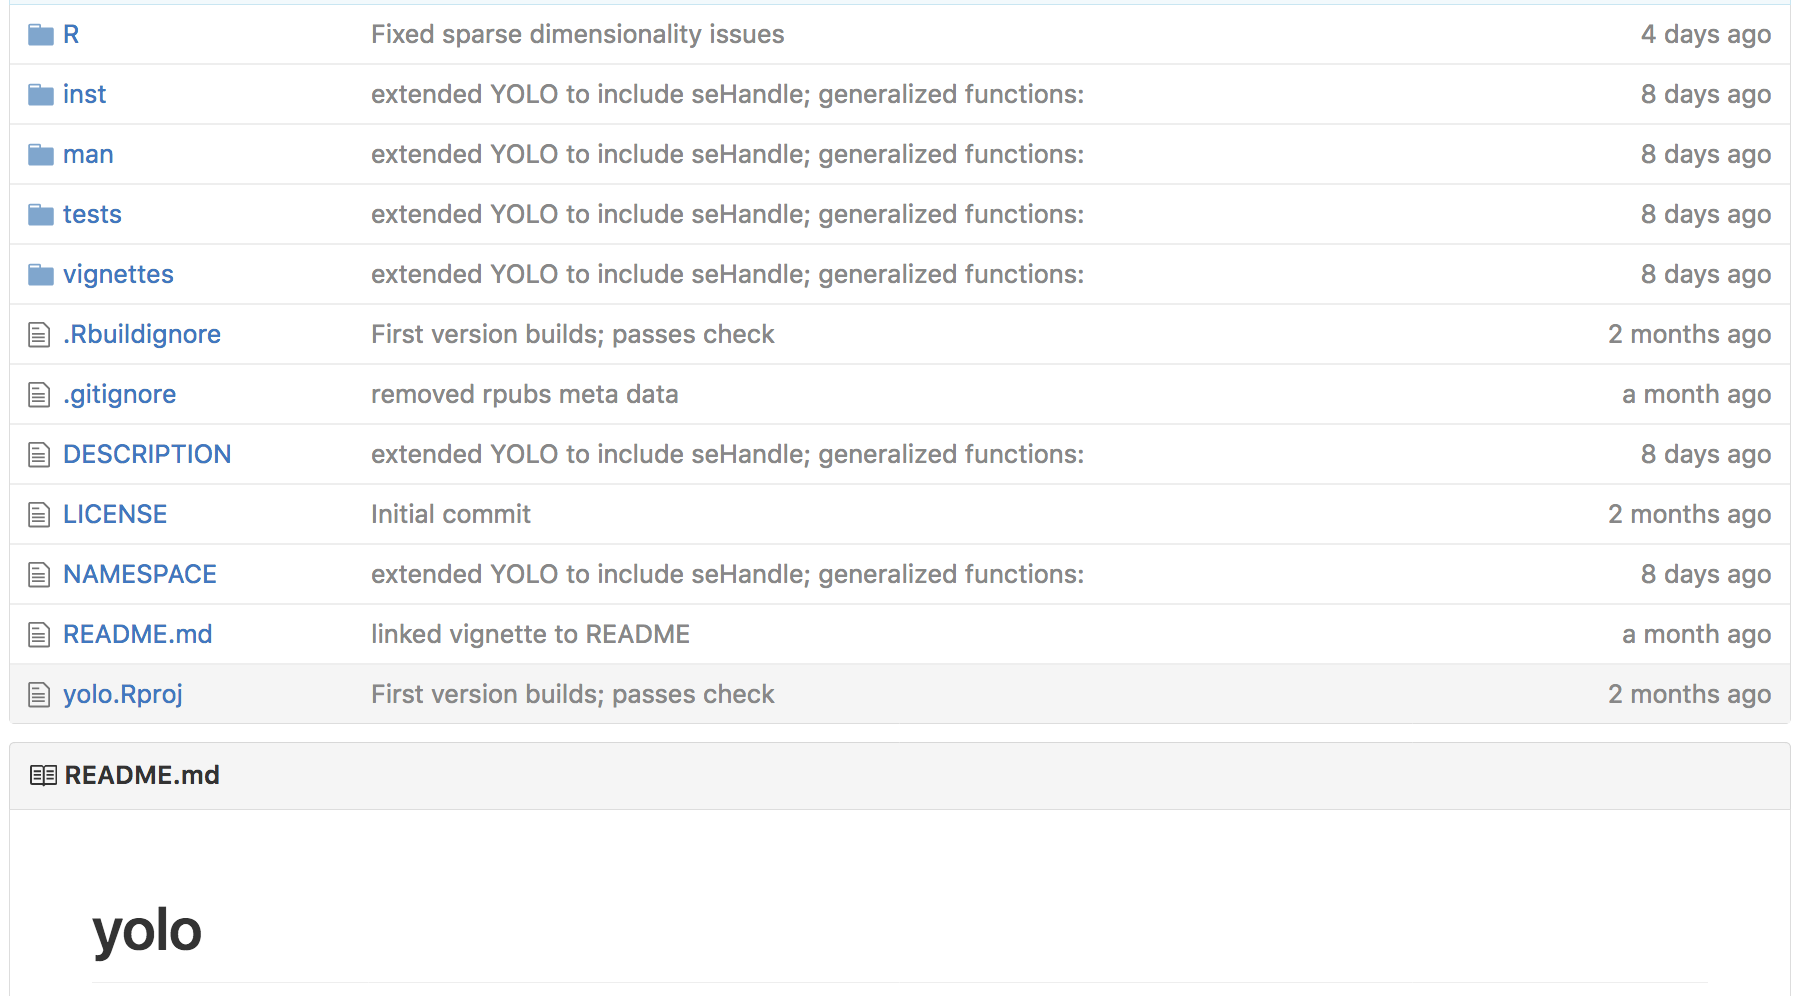 R Fixed sparse dimensionality issues 4 days ago
inst extended YOLO to include seHandle; generalized functions: 8 days ago
man extended YOLO to include seHandle; generalized functions: 8 days ago
tests extended YOLO to include seHandle; generalized functions: 8 days ago
vignettes extended YOLO to include seHandle; generalized functions: 8 days ago
.Rbuildignore First version builds; passes check 2 months ago
.gitignore removed rpubs meta data a month ago
DESCRIPTION extended YOLO to include seHandle; generalized functions: 8 days ago
LICENSE Initial commit 2 months ago
NAMESPACE extended YOLO to include seHandle; generalized functions: 8 days ago
README.md linked vignette to README a month ago
yolo.Rproj First version builds; passes check 2 months ago
README.md
yolo